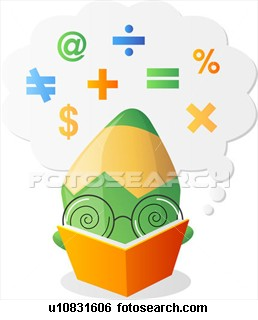 @ ÷ %
≠ + =
$ ×
FOTOSEARCH
u10831606 fotosearch.com